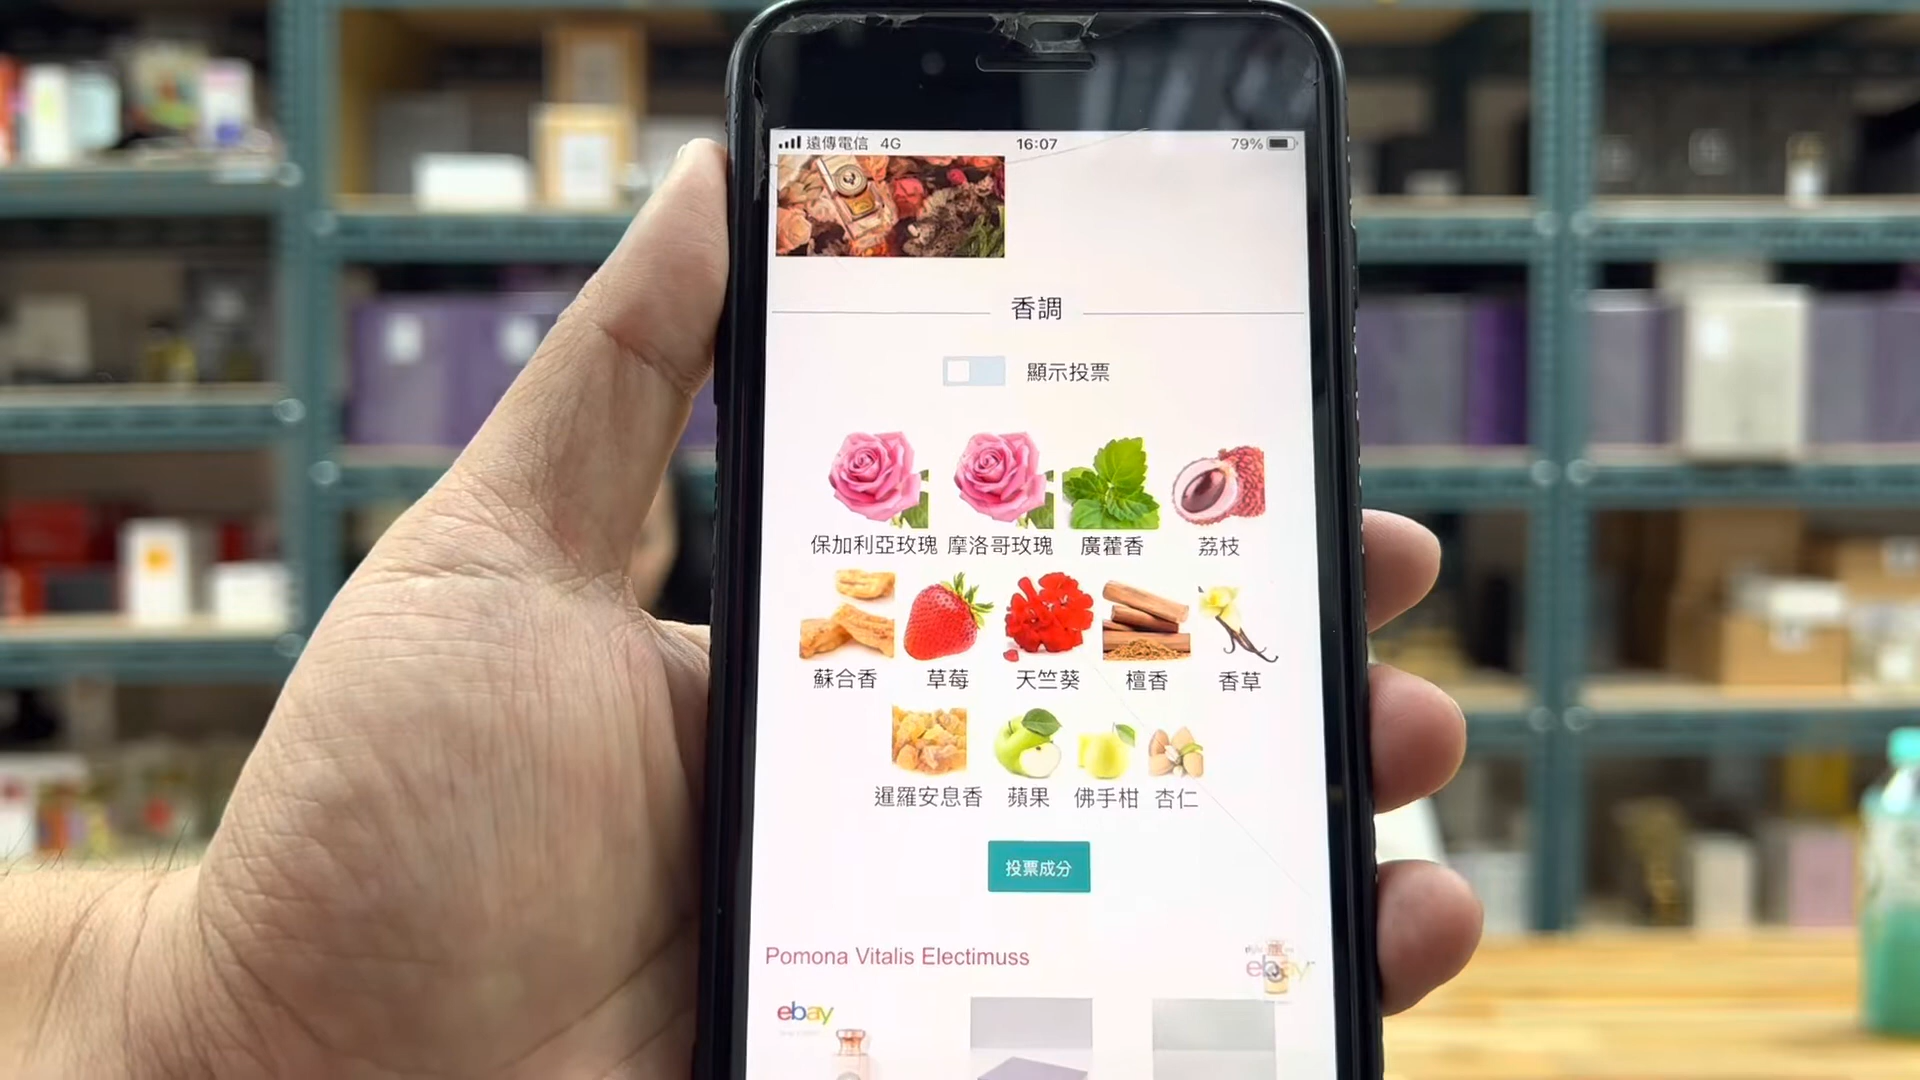 遠傳電信 4G 16:07 79%
香調
顯示投票
保加利亞玫瑰 摩洛哥玫瑰 廣藿香 荔枝
蘇合香 草莓 天竺葵 檀香 香草
暹羅安息香 蘋果 佛手柑 杏仁
投票成分
Pomona Vitalis Electimuss
ebay
ebay